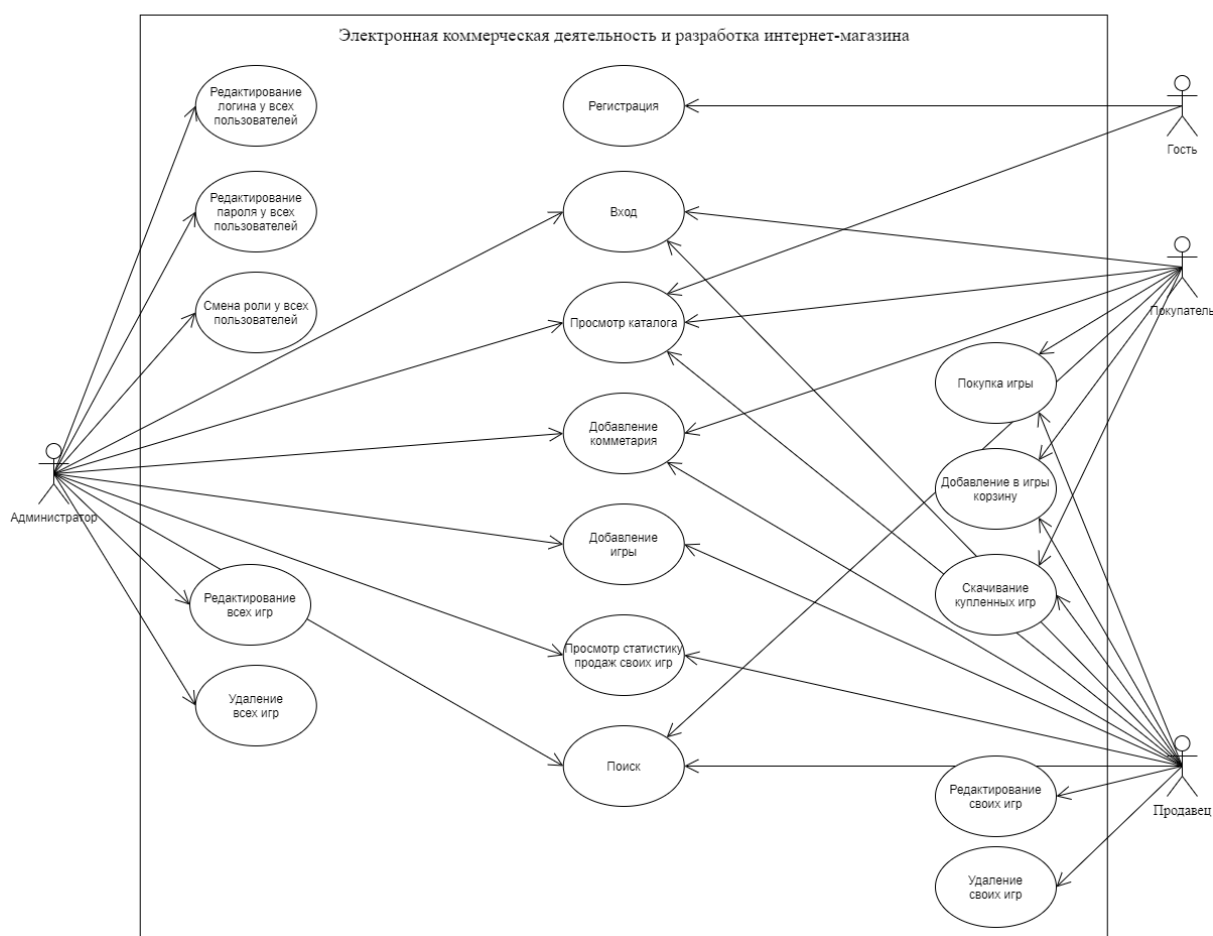 Электронная коммерческая деятельность и разработка интернет-магазина
Редактирование
логина у всех
пользователей
Регистрация
Гость
Редактирование
пароля у всех
пользователей
Вход
Смена роли у всех
пользователей
Просмотр каталога
Покупатель
Покупка игры
Добавление
комметария
Добавление в игры
корзину
Администратор
Добавление
игры
Скачивание
купленных игр
Редактирование
всех игр
Просмотр статистику
продаж своих игр
Удаление
всех игр
Поиск
Редактирование
своих игр
Продавец
Удаление
своих игр